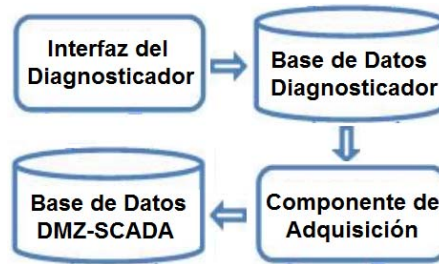 Interfaz del
Diagnosticador
Base de Datos
Diagnosticador
Componente de
Adquisición
Base de Datos
DMZ-SCADA